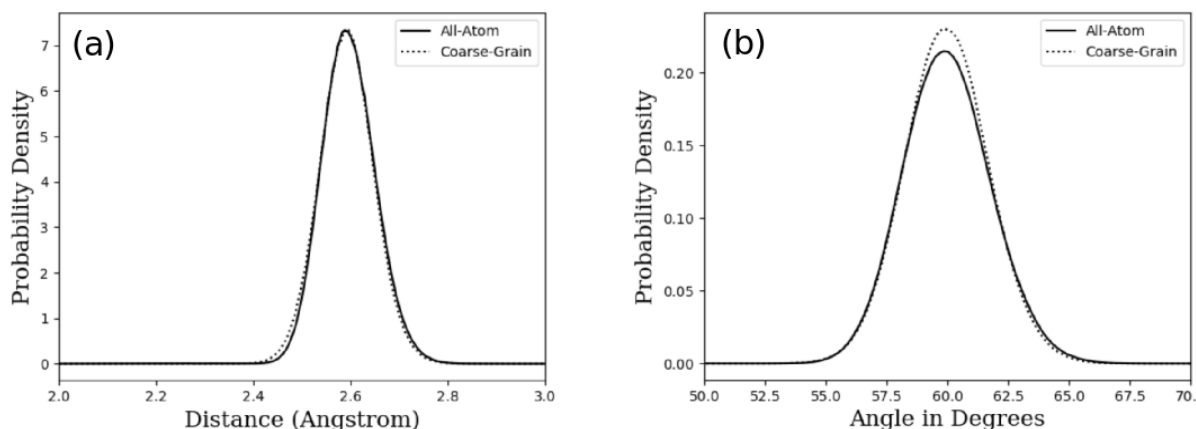 (a)
All-Atom
Coarse-Grain
Probability Density
7
6
5
4
3
2
1
0
2.0 2.2 2.4 2.6 2.8 3.0
Distance (Angstrom)
(b)
All-Atom
Coarse-Grain
Probability Density
0.20
0.15
0.10
0.05
0.00
50.0 52.5 55.0 57.5 60.0 62.5 65.0 67.5 70.
Angle in Degrees